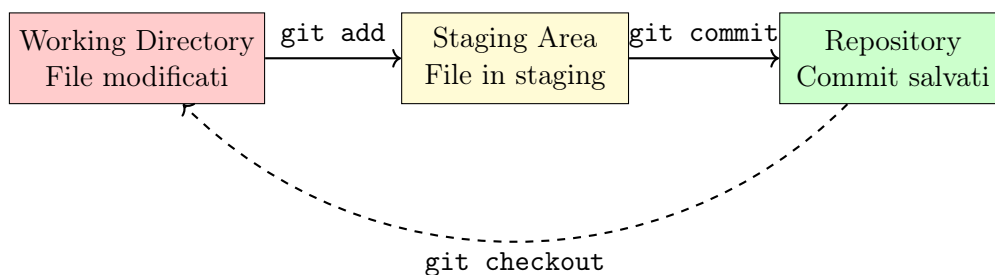 Working Directory
File modificati
git add
Staging Area
File in staging
git commit
Repository
Commit salvati
git checkout